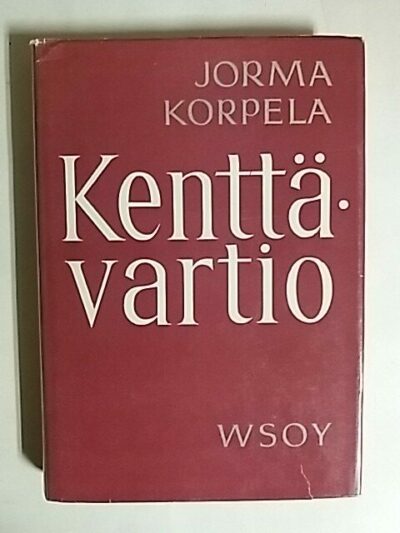 JORMA
KORPELA
Kenttä-
vartio
WSOY